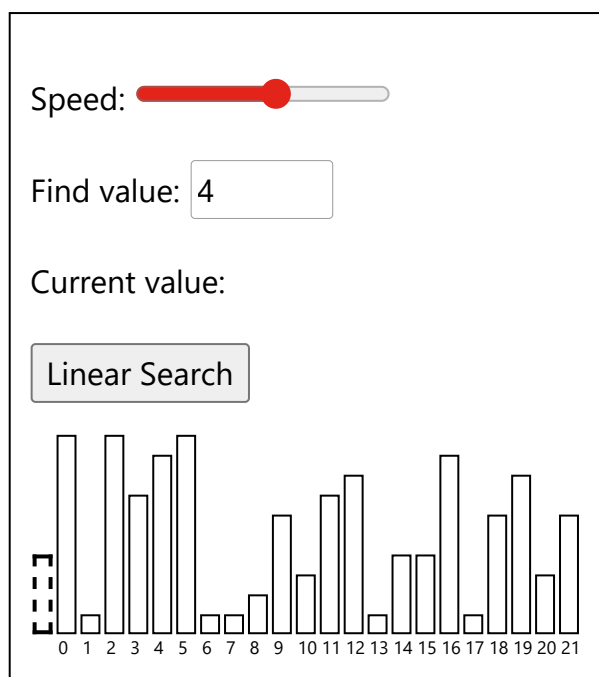 Speed:
Find value: 4
Current value:
Linear Search
0 1 2 3 4 5 6 7 8 9 10 11 12 13 14 15 16 17 18 19 20 21